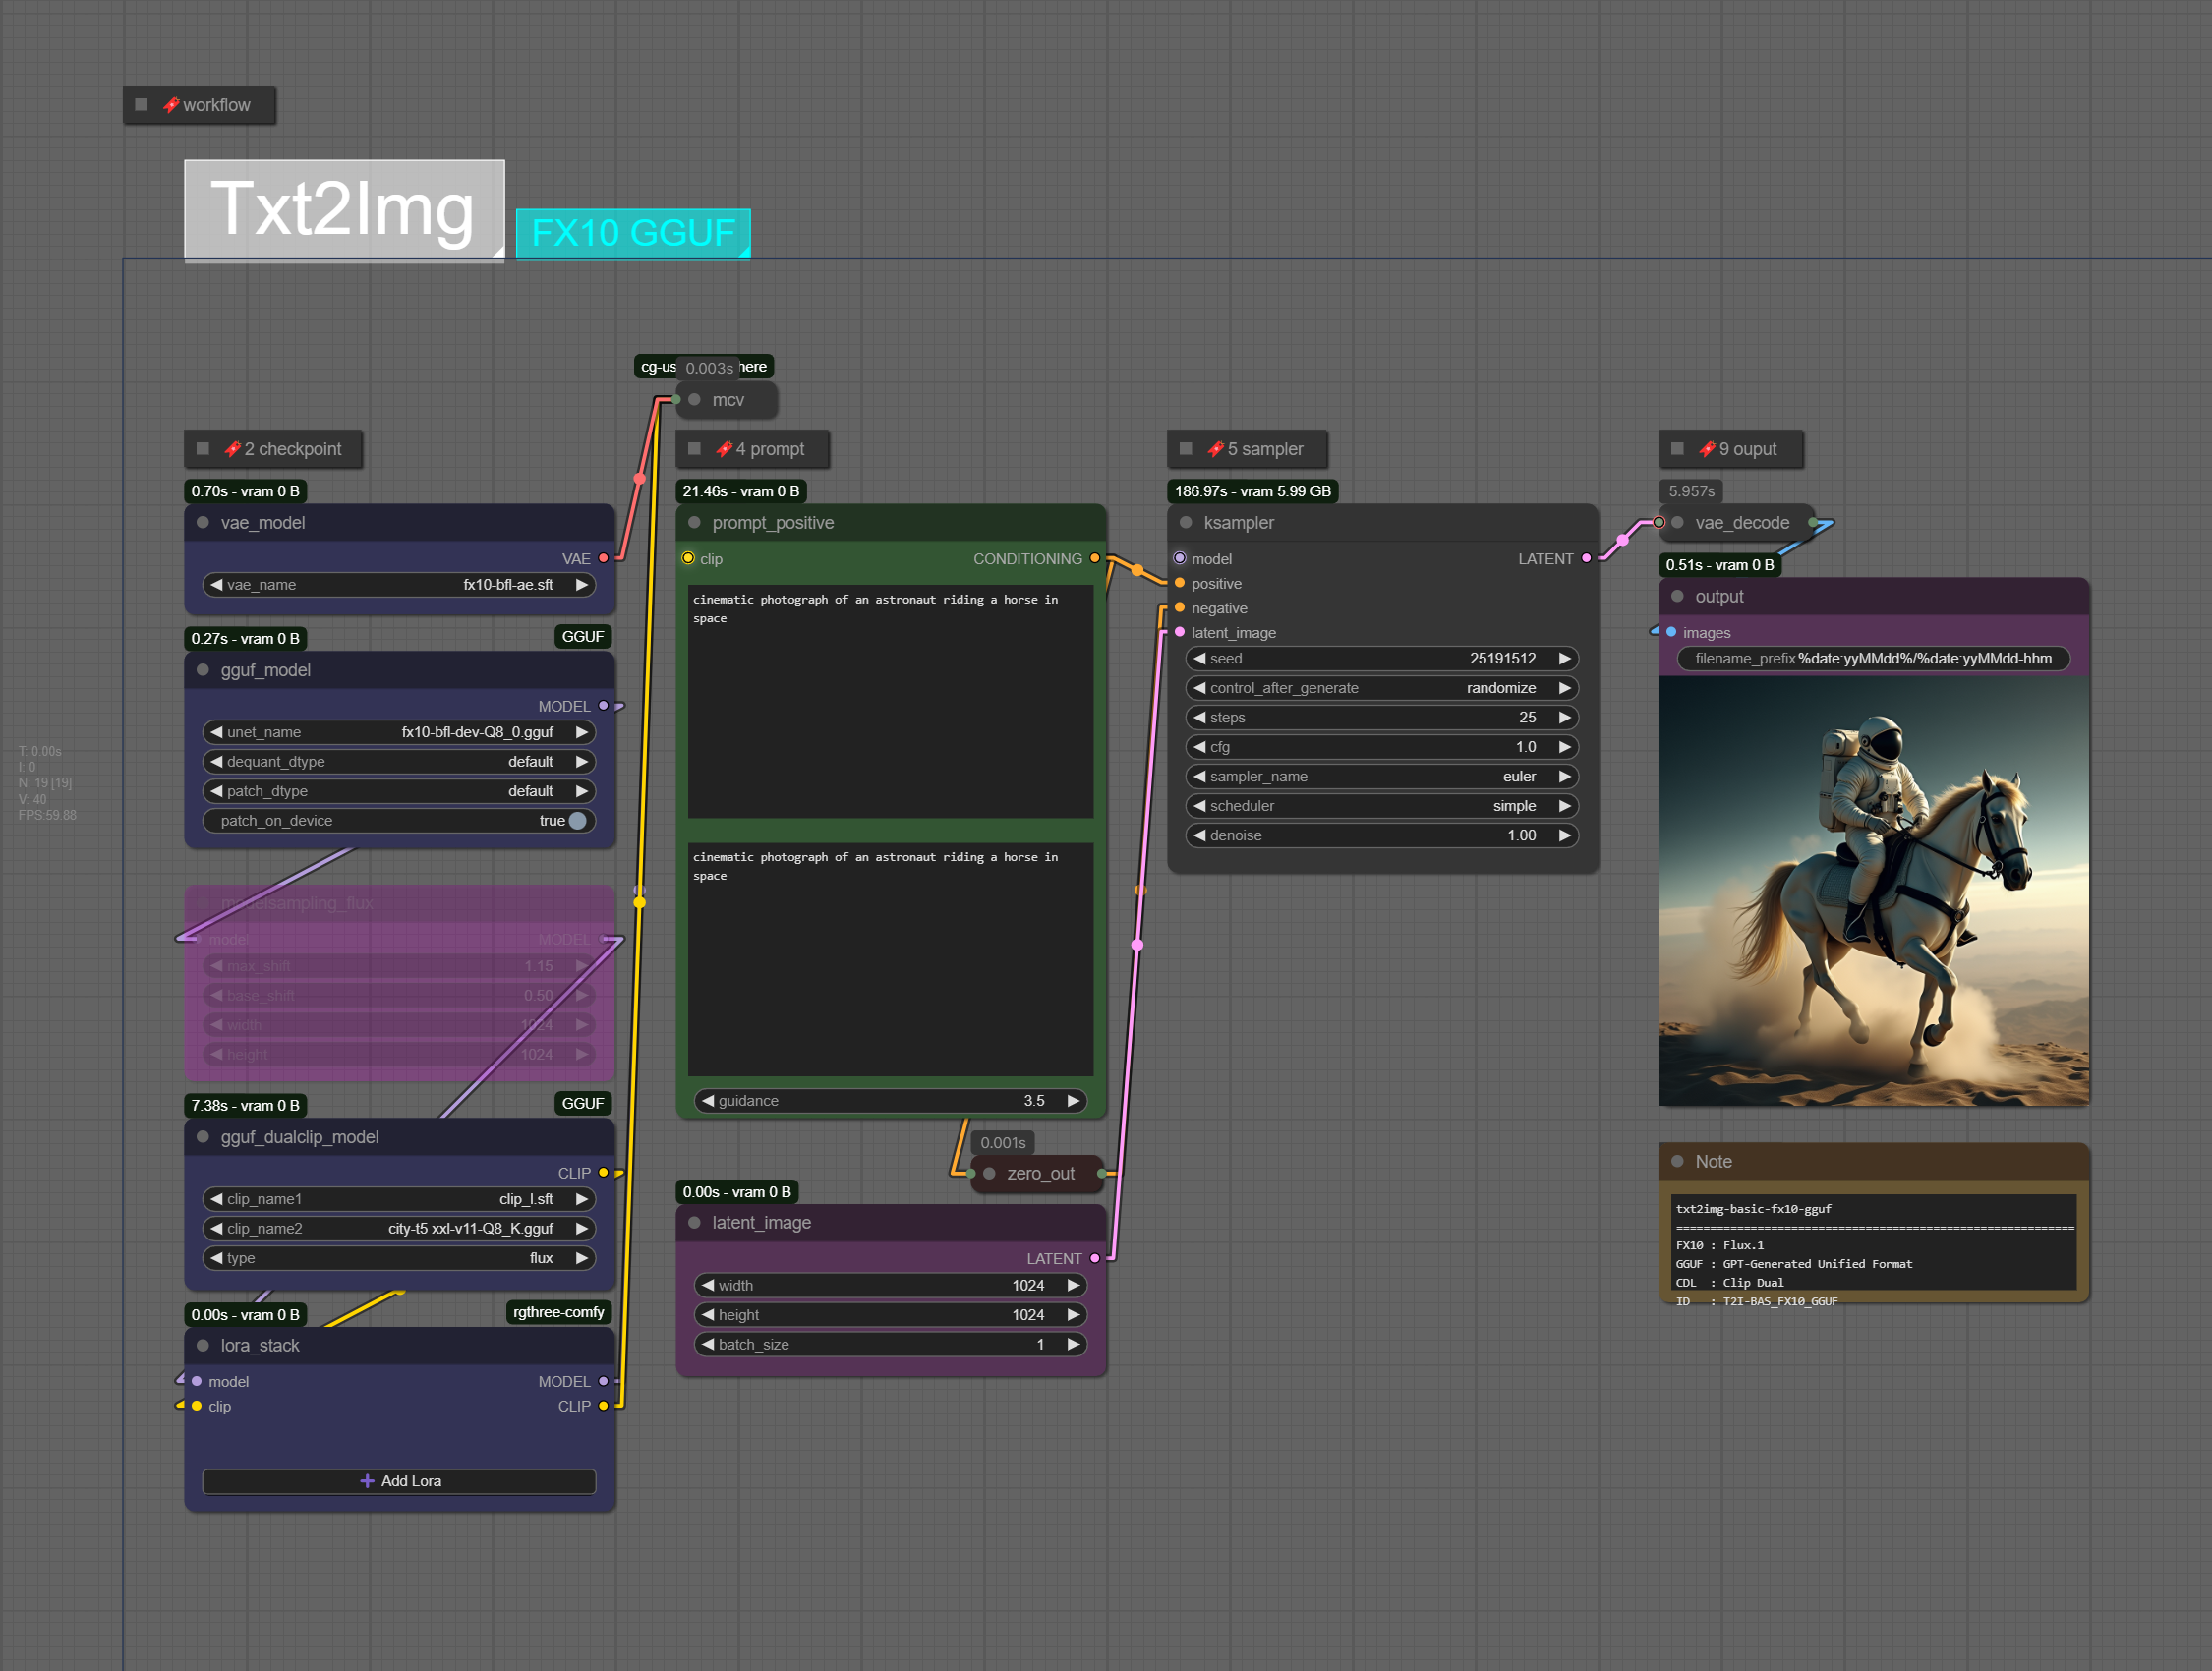 workflow
Txt2Img
FX10 GGUF
0.003s
mcv
2 checkpoint
4 prompt
5 sampler
9 ouput
0.70s - vram 0 B
vae_model
VAE
vae_name fx10-bfl-ae.sft
0.27s - vram 0 B GGUF
gguf_model
MODEL
unet_name fx10-bfl-dev-Q8_0.gguf
dequant_dtype default
patch_dtype default
patch_on_device true
modelsampling_flux
model MODEL
max_shift 1.15
base_shift 0.50
width 1024
height 1024
7.38s - vram 0 B GGUF
gguf_dualclip_model
CLIP
clip_name1 clip_l.sft
clip_name2 city-t5 xxl-v11-Q8_K.gguf
type flux
0.00s - vram 0 B rgthree-comfy
lora_stack
model MODEL
clip CLIP
Add Lora
T: 0.00s
I: 0
N: 19 [19]
V: 40
FPS:59.88
21.46s - vram 0 B
prompt_positive
clip CONDITIONING
cinematic photograph of an astronaut riding a horse in
space
cinematic photograph of an astronaut riding a horse in
space
guidance 3.5
0.001s
zero_out
0.00s - vram 0 B
latent_image
LATENT
width 1024
height 1024
batch_size 1
186.97s - vram 5.99 GB
ksampler
model LATENT
positive
negative
latent_image
seed 25191512
control_after_generate randomize
steps 25
cfg 1.0
sampler_name euler
scheduler simple
denoise 1.00
5.957s
vae_decode
0.51s - vram 0 B
output
images
filename_prefix %date:yyMMdd%/%date:yyMMdd-hhm
Note
txt2img-basic-fx10-gguf
===========================================================
FX10 : Flux.1
GGUF : GPT-Generated Unified Format
CDL : Clip Dual
ID : T2I-BAS_FX10_GGUF